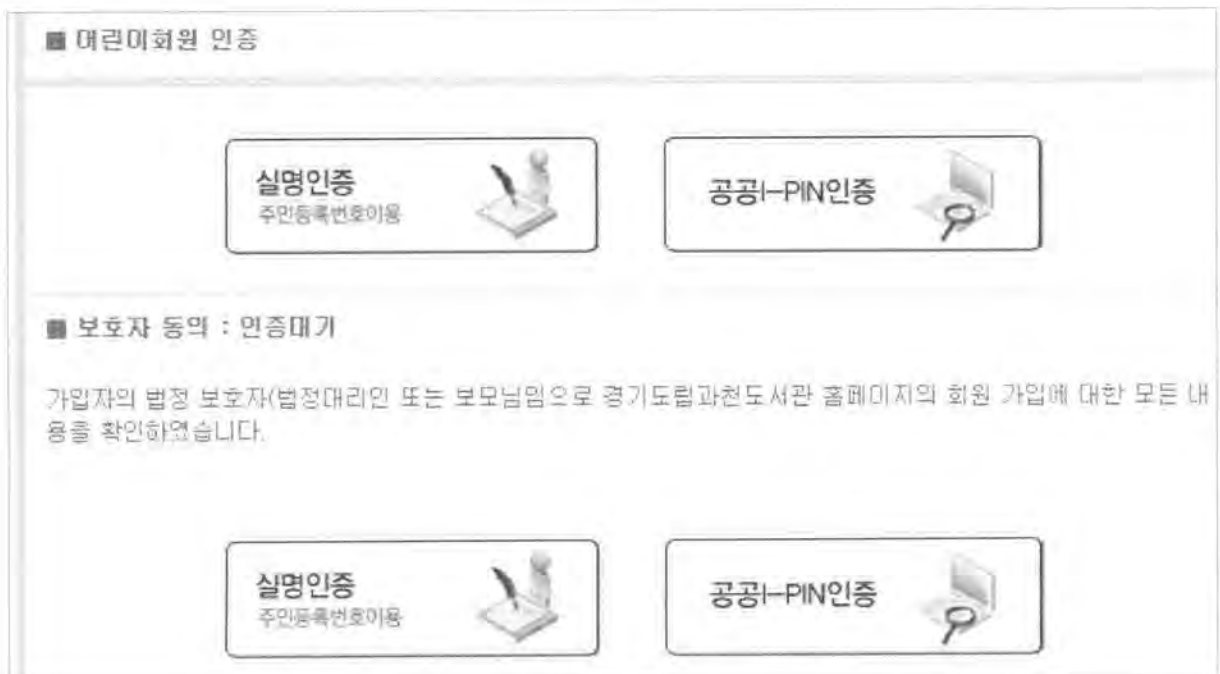 ■ 어린이회원 인증
실명인증
주민등록번호이용
공공I-PIN인증
■ 보호자 동의 : 인증대기
가입자의 법정 보호자(법정대리인 또는 보모님임으로 경기도립과천도서관 홈페이지의 회원 가입에 대한 모든 내
용을 확인하였습니다.
실명인증
주민등록번호이용
공공I-PIN인증